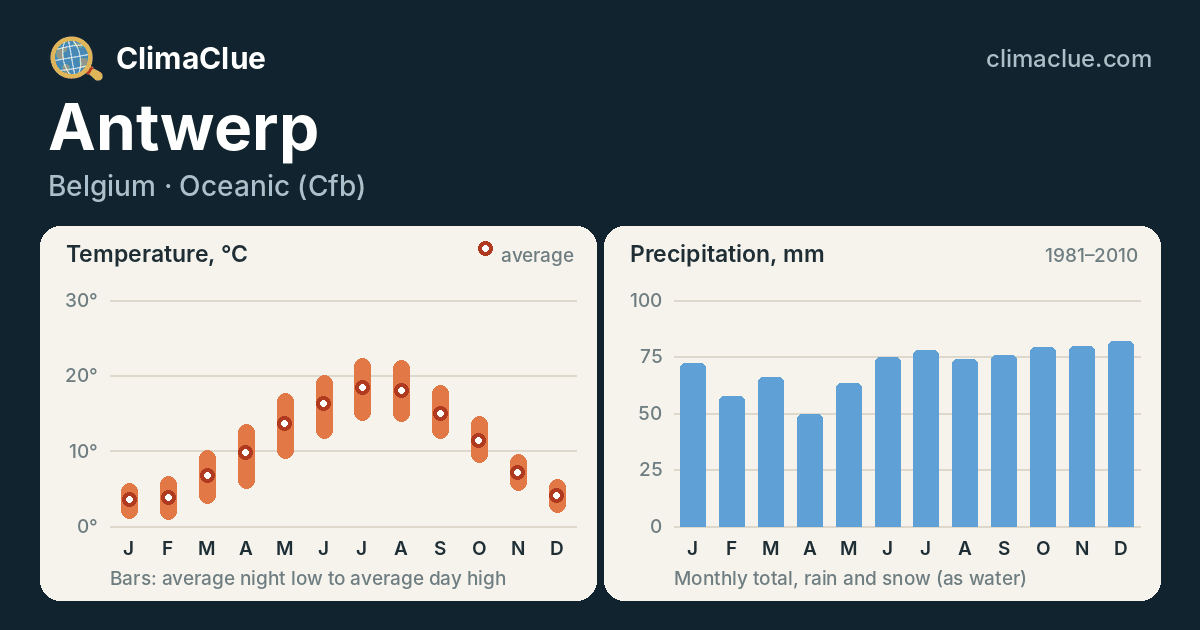 ClimaClue
climaclue.com
Antwerp
Belgium · Oceanic (Cfb)
Temperature, °C
average
30°
20°
10°
0°
J F M A M J J A S O N D
Bars: average night low to average day high
Precipitation, mm
1981–2010
100
75
50
25
0
J F M A M J J A S O N D
Monthly total, rain and snow (as water)